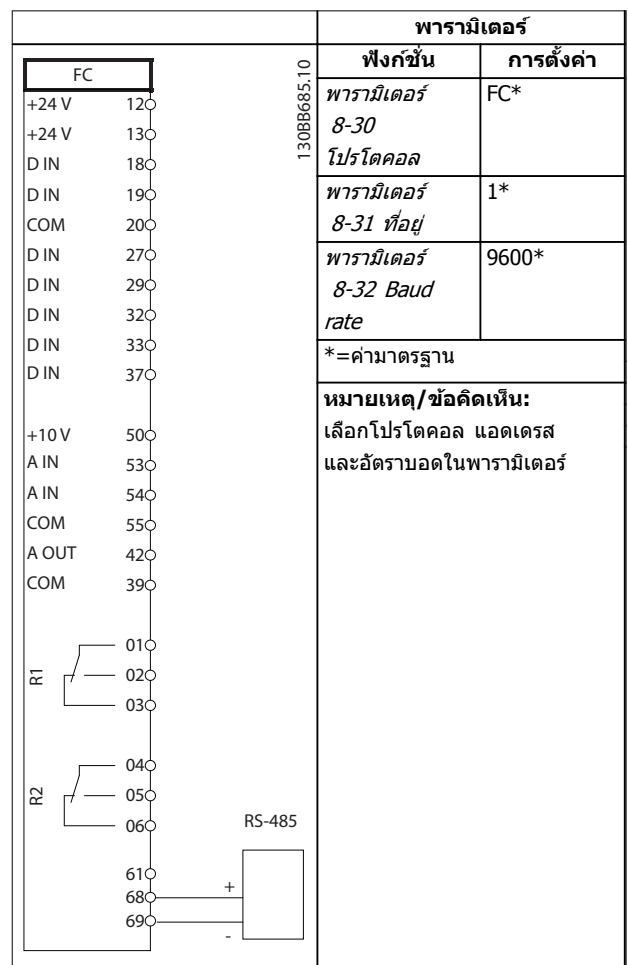 FC
+24 V 12
+24 V 13
D IN 18
D IN 19
COM 20
D IN 27
D IN 29
D IN 32
D IN 33
D IN 37
+10 V 50
A IN 53
A IN 54
COM 55
A OUT 42
COM 39
R1
01
02
03
R2
04
05
06
RS-485
61
68
+
69
-
130BB685.10
พารามิเตอร์
ฟังก์ชั่น การตั้งค่า
พารามิเตอร์ FC*
8-30
โปรโตคอล
พารามิเตอร์ 1*
8-31 ที่อยู่
พารามิเตอร์ 9600*
8-32 Baud
rate
*=ค่ามาตรฐาน
หมายเหตุ/ข้อคิดเห็น:
เลือกโปรโตคอล แอดเดรส
และอัตราบอดในพารามิเตอร์